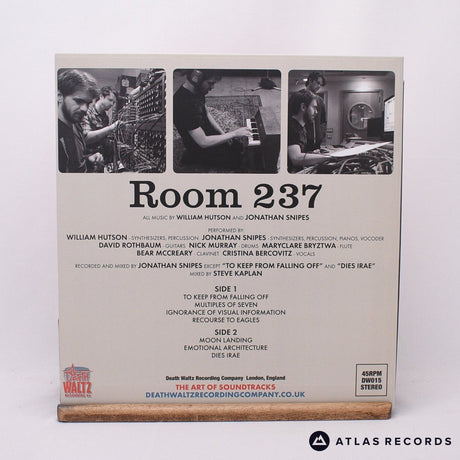 Room 237
ALL MUSIC BY WILLIAM HUTSON AND JONATHAN SNIPES
PERFORMED BY:
WILLIAM HUTSON - SYNTHESIZERS, PERCUSSION JONATHAN SNIPES - SYNTHESIZERS, PERCUSSION, PIANOS, VOCODER
DAVID ROTHBAUM - GUITARS NICK MURRAY - DRUMS MARYCLARE BRYZTWA - FLUTE
BEAR MCCREARY - CLAVINET CRISTINA BERCOVITZ - VOCALS
RECORDED AND MIXED BY JONATHAN SNIPES EXCEPT "TO KEEP FROM FALLING OFF" AND "DIES IRAE"
MIXED BY STEVE KAPLAN
SIDE 1
TO KEEP FROM FALLING OFF
MULTIPLES OF SEVEN
IGNORANCE OF VISUAL INFORMATION
RECOURSE TO EAGLES
SIDE 2
MOON LANDING
EMOTIONAL ARCHITECTURE
DIES IRAE
DEATH
WALTZ
RECORDING CO.
Death Waltz Recording Company London, England
THE ART OF SOUNDTRACKS
DEATHWALTZRECORDINGCOMPANY.CO.UK
45RPM
DW015
STEREO
ATLAS RECORDS